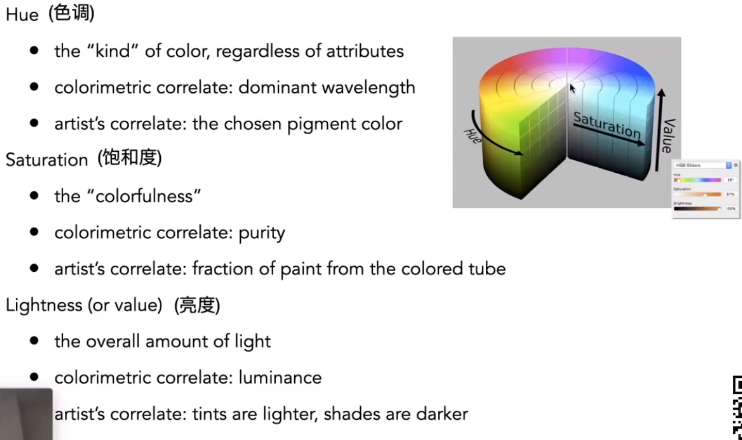 Hue (色调)
● the “kind” of color, regardless of attributes
● colorimetric correlate: dominant wavelength
● artist’s correlate: the chosen pigment color
Saturation (饱和度)
● the “colorfulness”
● colorimetric correlate: purity
● artist’s correlate: fraction of paint from the colored tube
Lightness (or value) (亮度)
● the overall amount of light
● colorimetric correlate: luminance
artist’s correlate: tints are lighter, shades are darker
Hue
Saturation
Value
HSB Sliders
Hue
Saturation
Brightness
100%